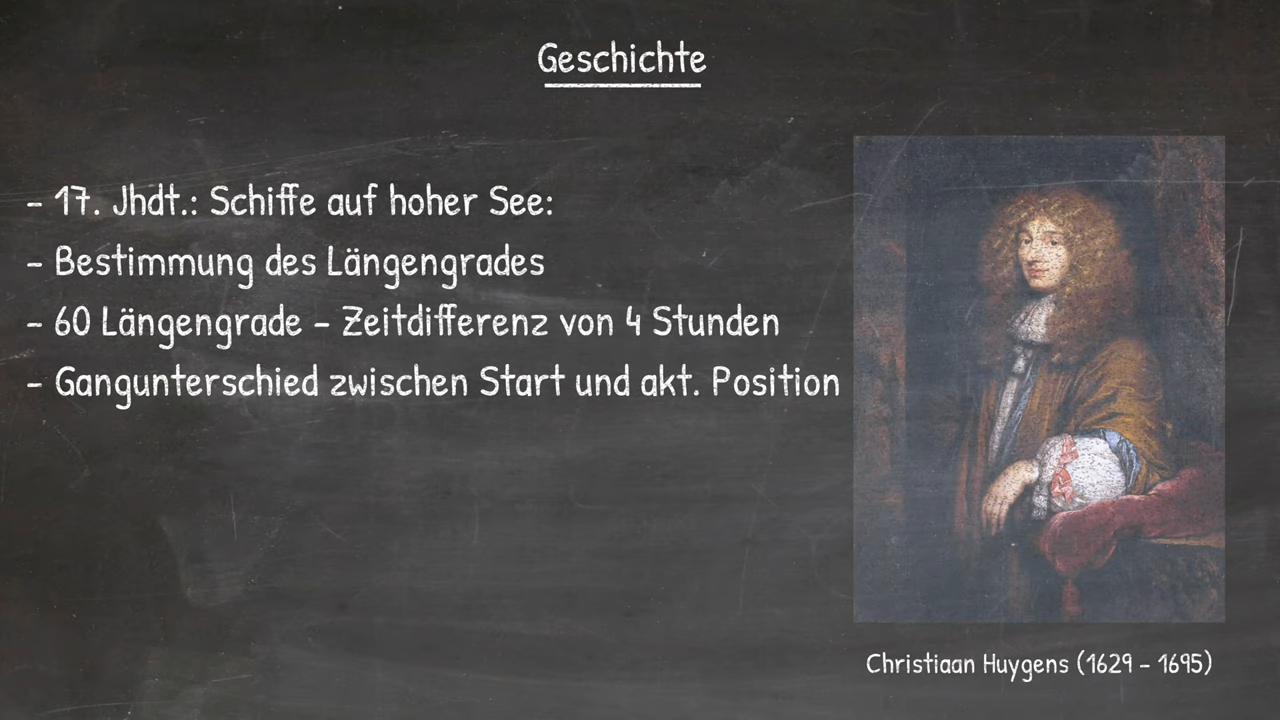 Geschichte
- 17. Jhdt.: Schiffe auf hoher See:
- Bestimmung des Längengrades
- 60 Längengrade - Zeitdifferenz von 4 Stunden
- Gangunterschied zwischen Start und akt. Position
Christiaan Huygens (1629 - 1695)